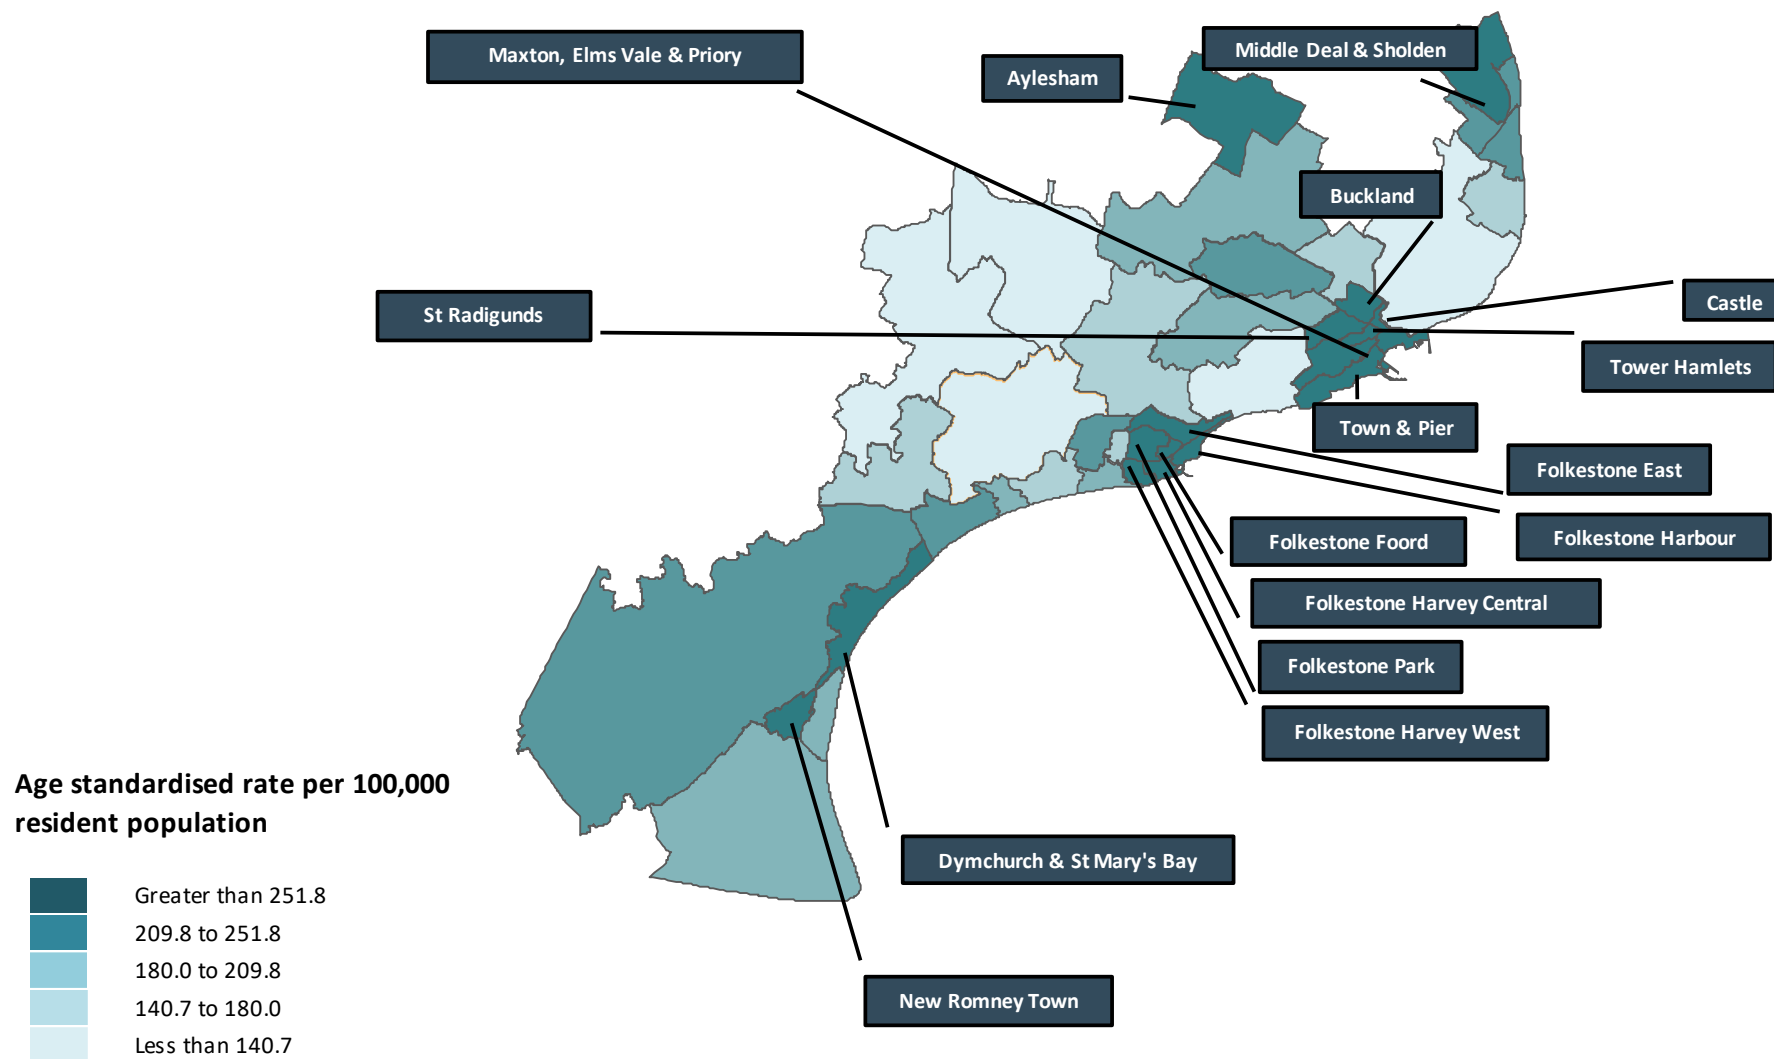 Maxton, Elms Vale & Priory
Middle Deal & Sholden
Aylesham
Buckland
St Radigunds
Castle
Tower Hamlets
Town & Pier
Folkestone East
Folkestone Foord
Folkestone Harbour
Folkestone Harvey Central
Folkestone Park
Folkestone Harvey West
Age standardised rate per 100,000
resident population
Dymchurch & St Mary's Bay
Greater than 251.8
209.8 to 251.8
180.0 to 209.8
140.7 to 180.0
Less than 140.7
New Romney Town